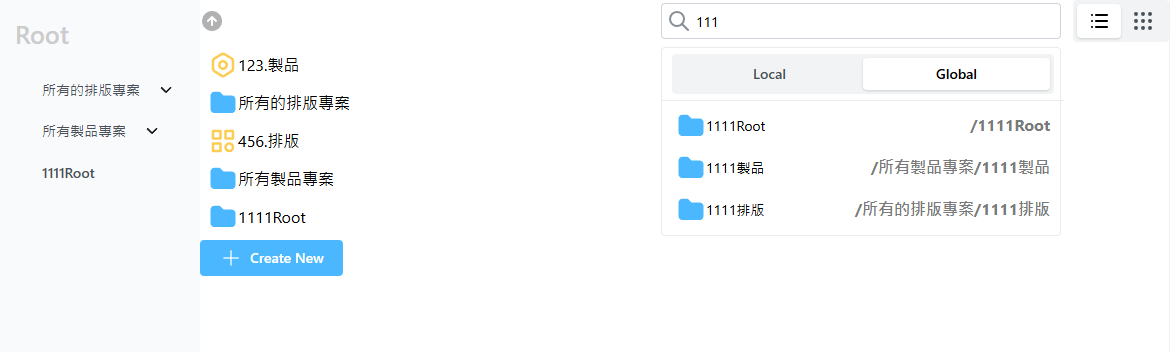 Root
所有的排版專案
所有製品專案
1111Root
123.製品
所有的排版專案
456.排版
所有製品專案
1111Root
Create New
111
Local
Global
1111Root
/1111Root
1111製品
/所有製品專案/1111製品
1111排版
/所有的排版專案/1111排版